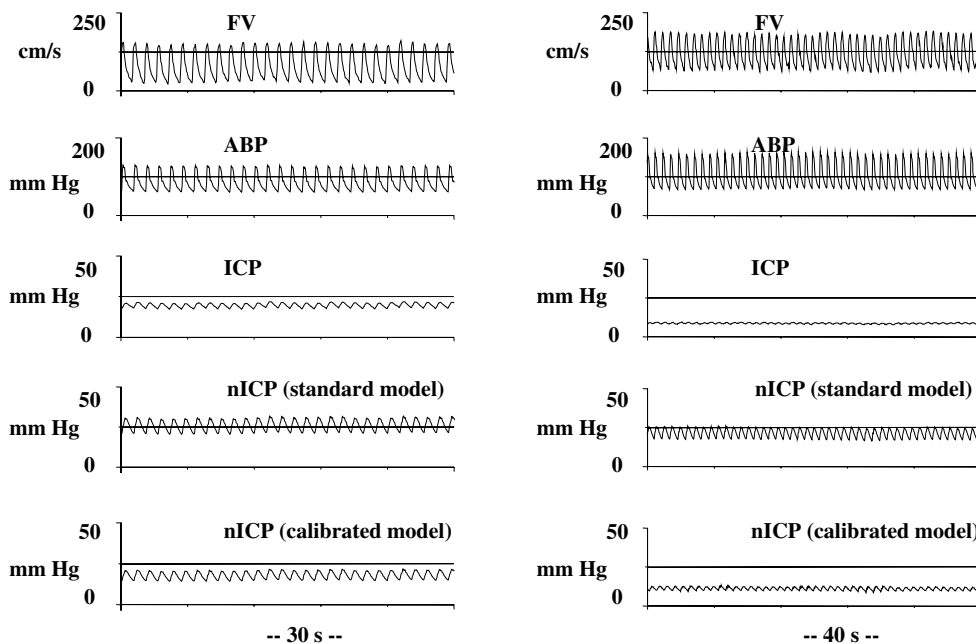 250
FV
cm/s
0
200
ABP
mm Hg
0
50
ICP
mm Hg
0
50
nICP (standard model)
mm Hg
0
50
nICP (calibrated model)
mm Hg
0
-- 30 s --
250
FV
cm/s
0
200
ABP
mm Hg
0
50
ICP
mm Hg
0
50
nICP (standard model)
mm Hg
0
50
nICP (calibrated model)
mm Hg
0
-- 40 s --